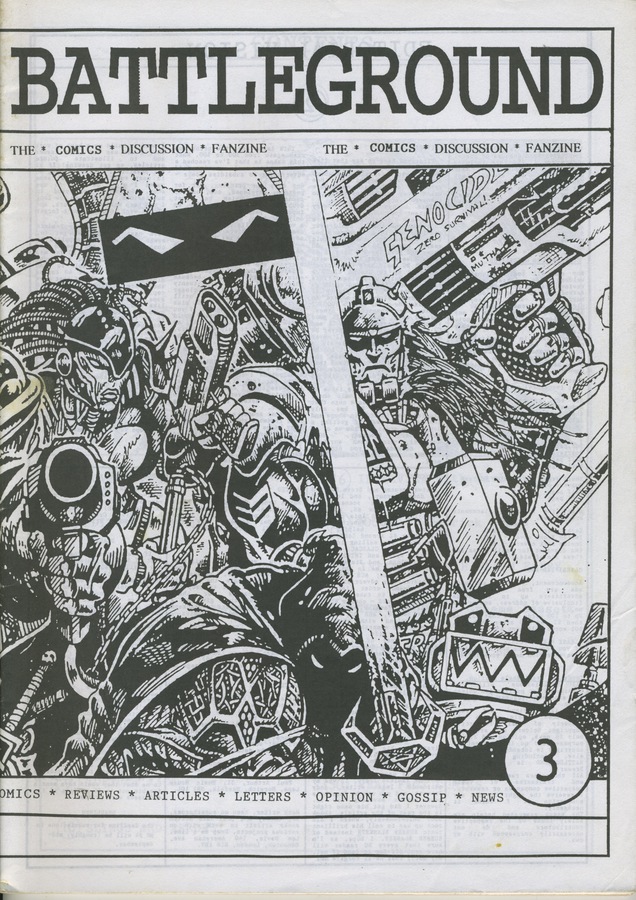 BATTLEGROUND
THE * COMICS * DISCUSSION * FANZINE THE * COMICS * DISCUSSION * FANZINE
GENOCIDE
ZERO SURVIVAL!
3
OMICS * REVIEWS * ARTICLES * LETTERS * OPINION * GOSSIP * NEWS